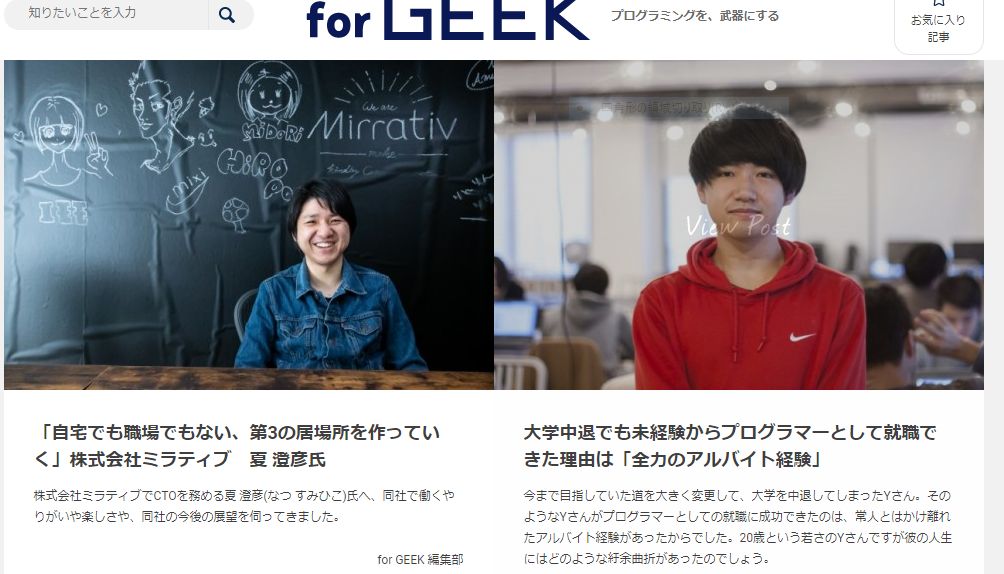 知りたいことを入力
for GEEK
プログラミングを、武器にする
お気に入り
記事
We are
Mirrativ
MiDORi
HiROPO
mixi
View Post
「自宅でも職場でもない、第3の居場所を作ってい
く」株式会社ミラティブ　夏 澄彦氏
株式会社ミラティブでCTOを務める夏 澄彦(なつ すみひこ)氏へ、同社で働くや
りがいや楽しさや、同社の今後の展望を伺ってきました。
for GEEK 編集部
大学中退でも未経験からプログラマーとして就職で
きた理由は「全力のアルバイト経験」
今まで目指していた道を大きく変更して、大学を中退してしまったYさん。その
ようなYさんがプログラマーとしての就職に成功できたのは、常人とはかけ離れ
たアルバイト経験があったからでした。20歳という若さのYさんですが彼の人生
にはどのような紆余曲折があったのでしょう。